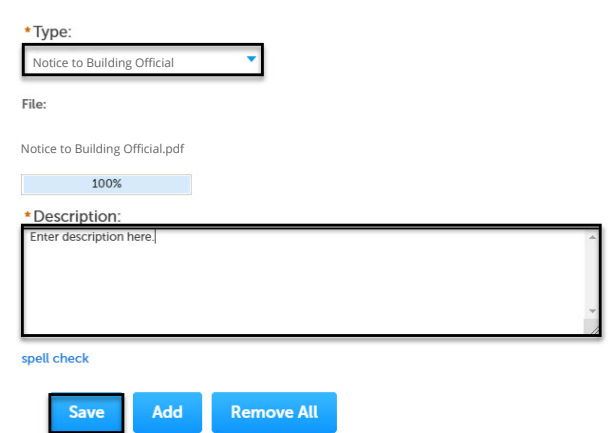 *Type:
Notice to Building Official
File:
Notice to Building Official.pdf
100%
*Description:
Enter description here.
spell check
Save Add Remove All